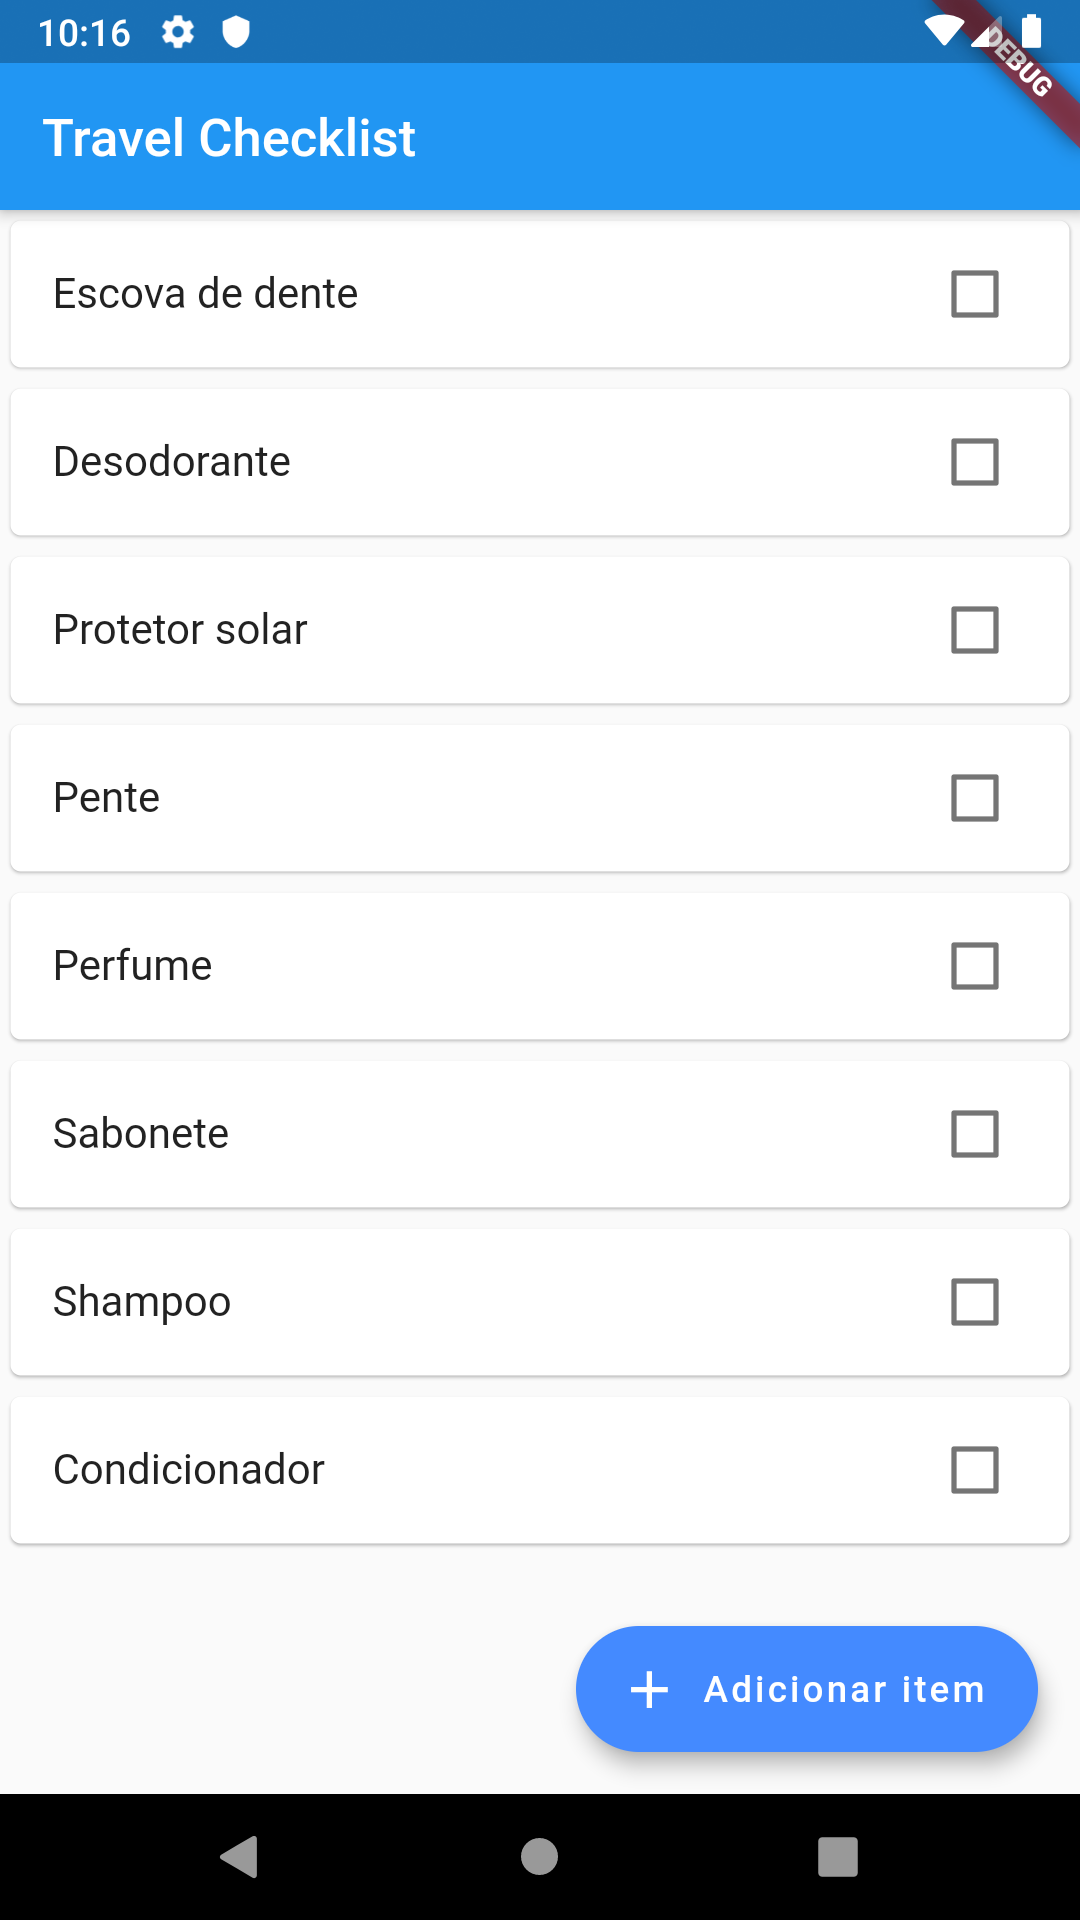 10:16
DEBUG
Travel Checklist
Escova de dente
Desodorante
Protetor solar
Pente
Perfume
Sabonete
Shampoo
Condicionador
Adicionar item